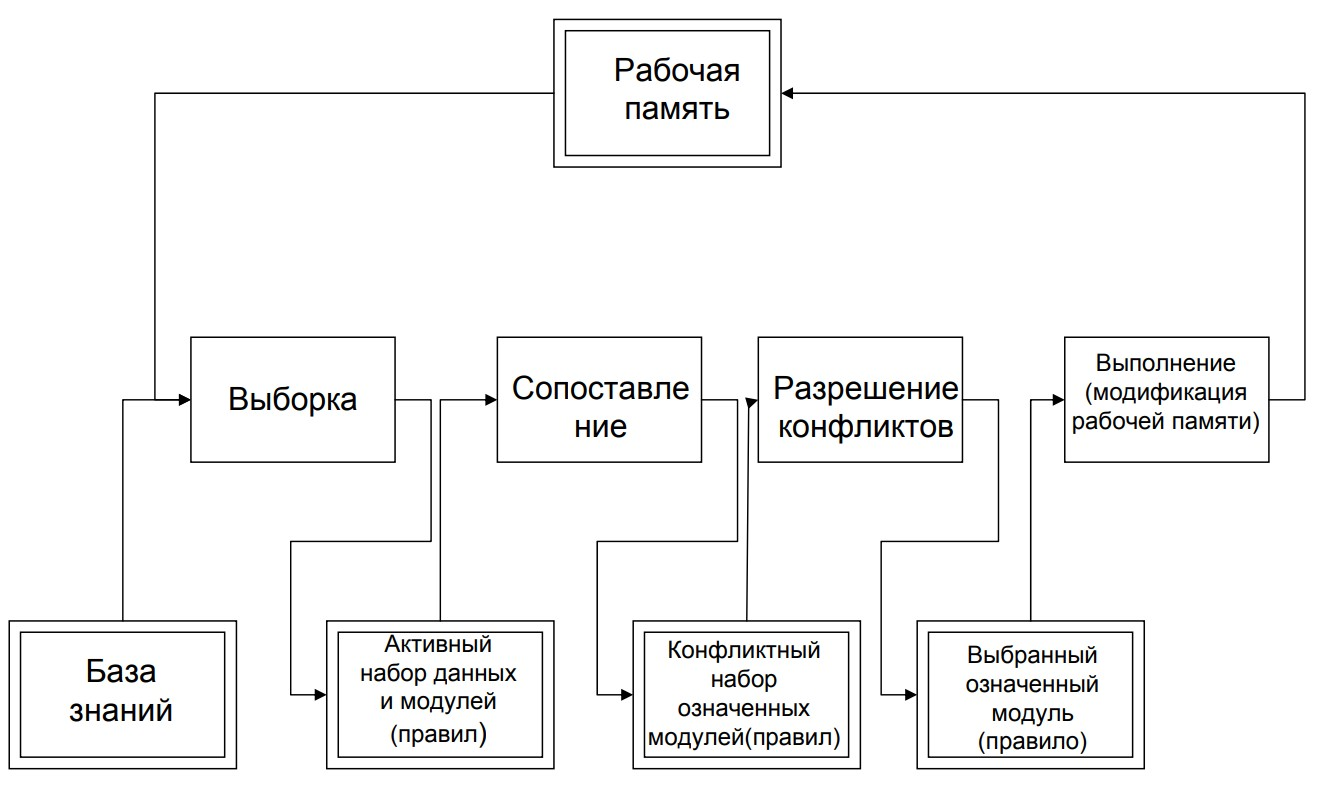 Рабочая
память
Выборка
Сопоставле
ние
Разрешение
конфликтов
Выполнение
(модификация
рабочей памяти)
База
знаний
Активный
набор данных
и модулей
(правил)
Конфликтный
набор
означенных
модулей(правил)
Выбранный
означенный
модуль
(правило)